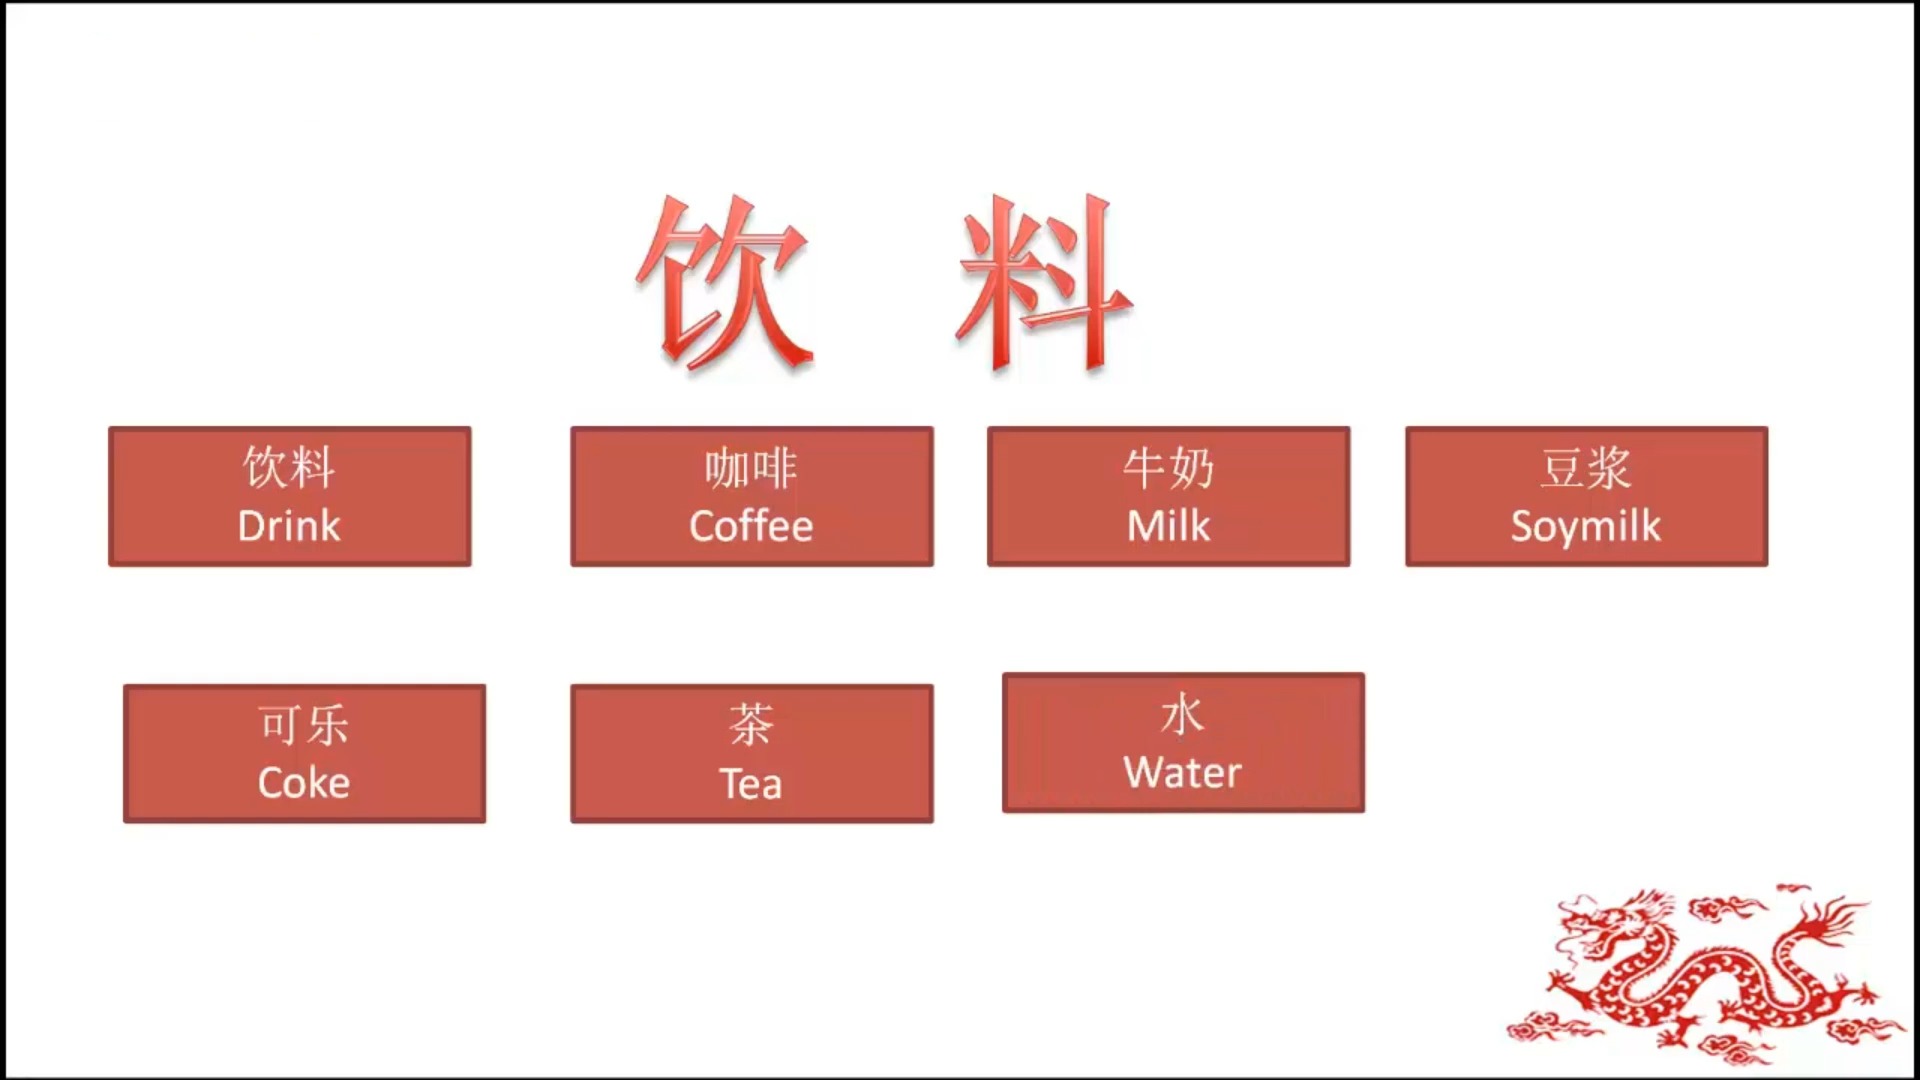 饮 料
饮料
Drink
咖啡
Coffee
牛奶
Milk
豆浆
Soymilk
可乐
Coke
茶
Tea
水
Water